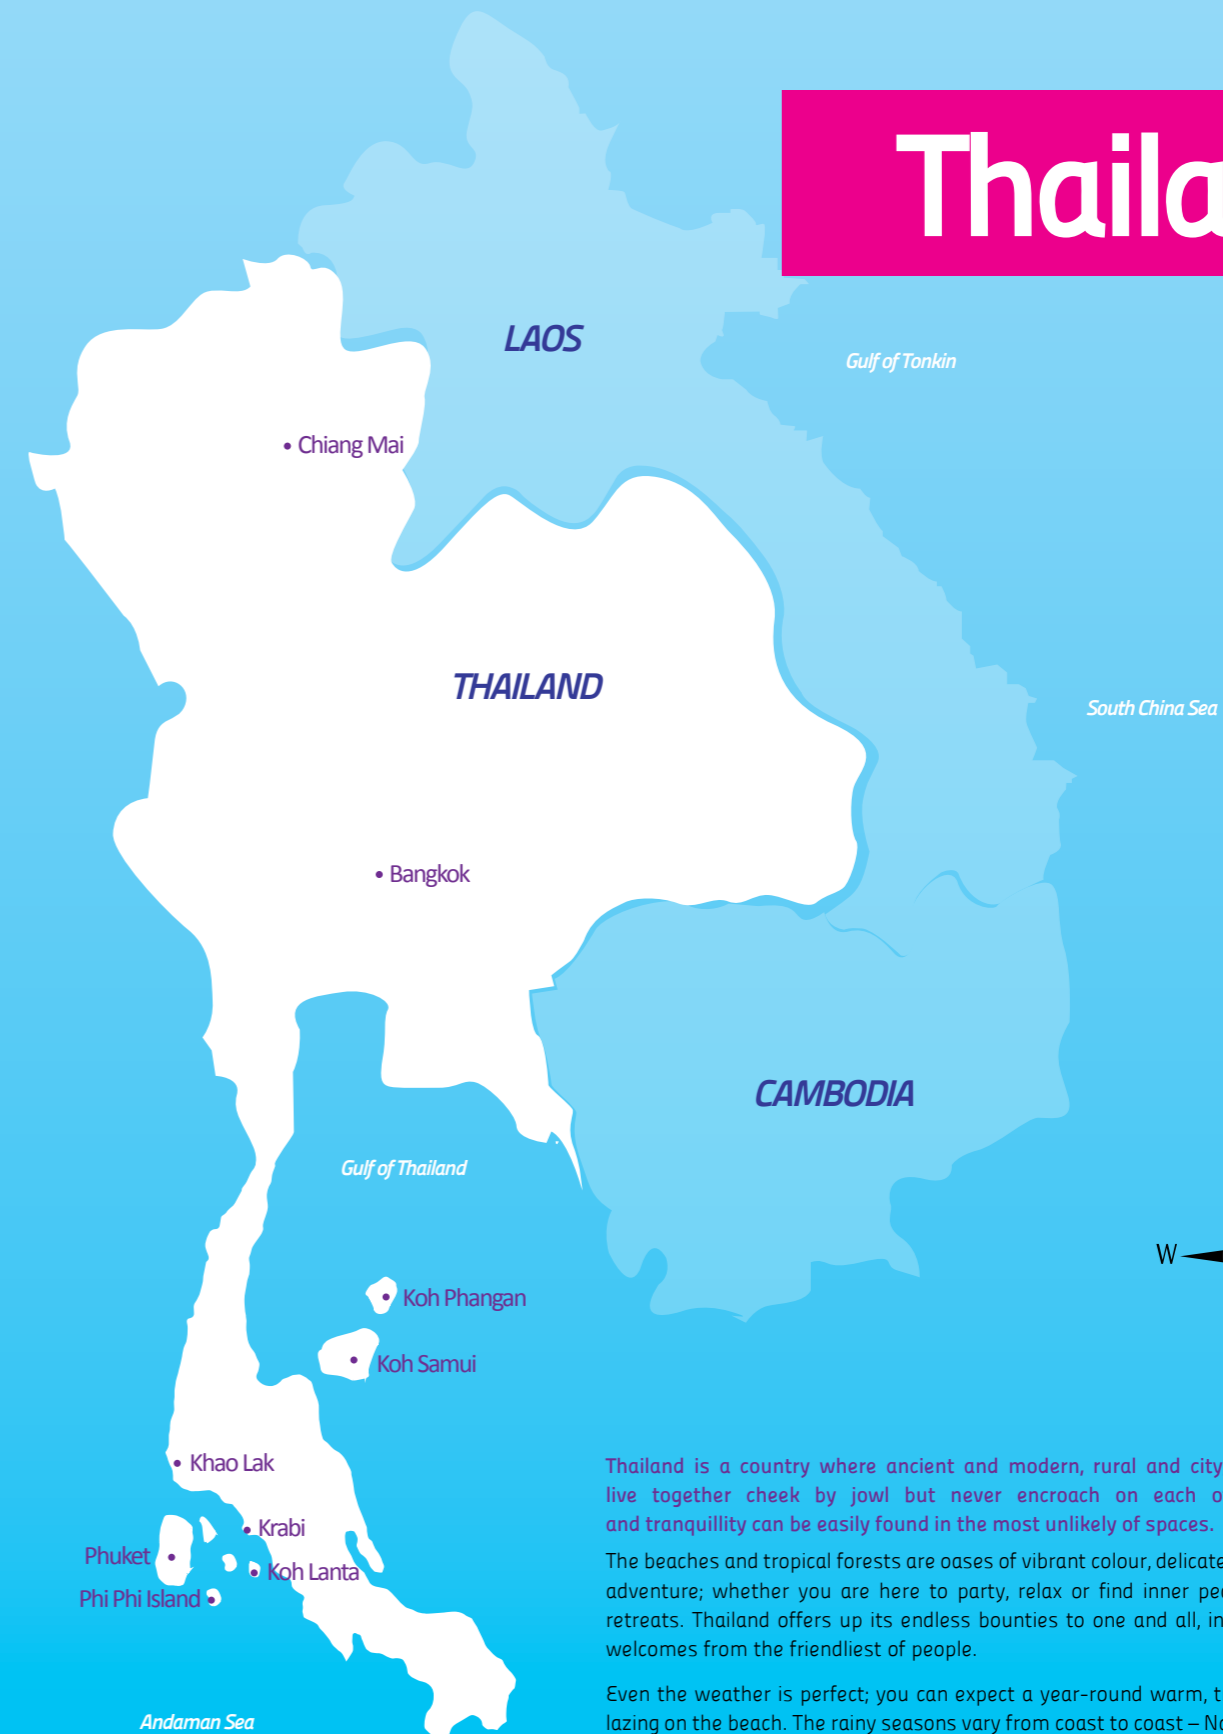 Thaila
LAOS
Gulf of Tonkin
• Chiang Mai
THAILAND
South China Sea
• Bangkok
CAMBODIA
Gulf of Thailand
W
Koh Phangan
Koh Samui
• Khao Lak
• Krabi
Phuket •
• Koh Lanta
Phi Phi Island •
Andaman Sea
Thailand is a country where ancient and modern, rural and city
live together cheek by jowl but never encroach on each o
and tranquillity can be easily found in the most unlikely of spaces.
The beaches and tropical forests are oases of vibrant colour, delicate
adventure; whether you are here to party, relax or find inner pe
retreats. Thailand offers up its endless bounties to one and all, in
welcomes from the friendliest of people.
Even the weather is perfect; you can expect a year-round warm, t
lazing on the beach. The rainy seasons vary from coast to coast – No